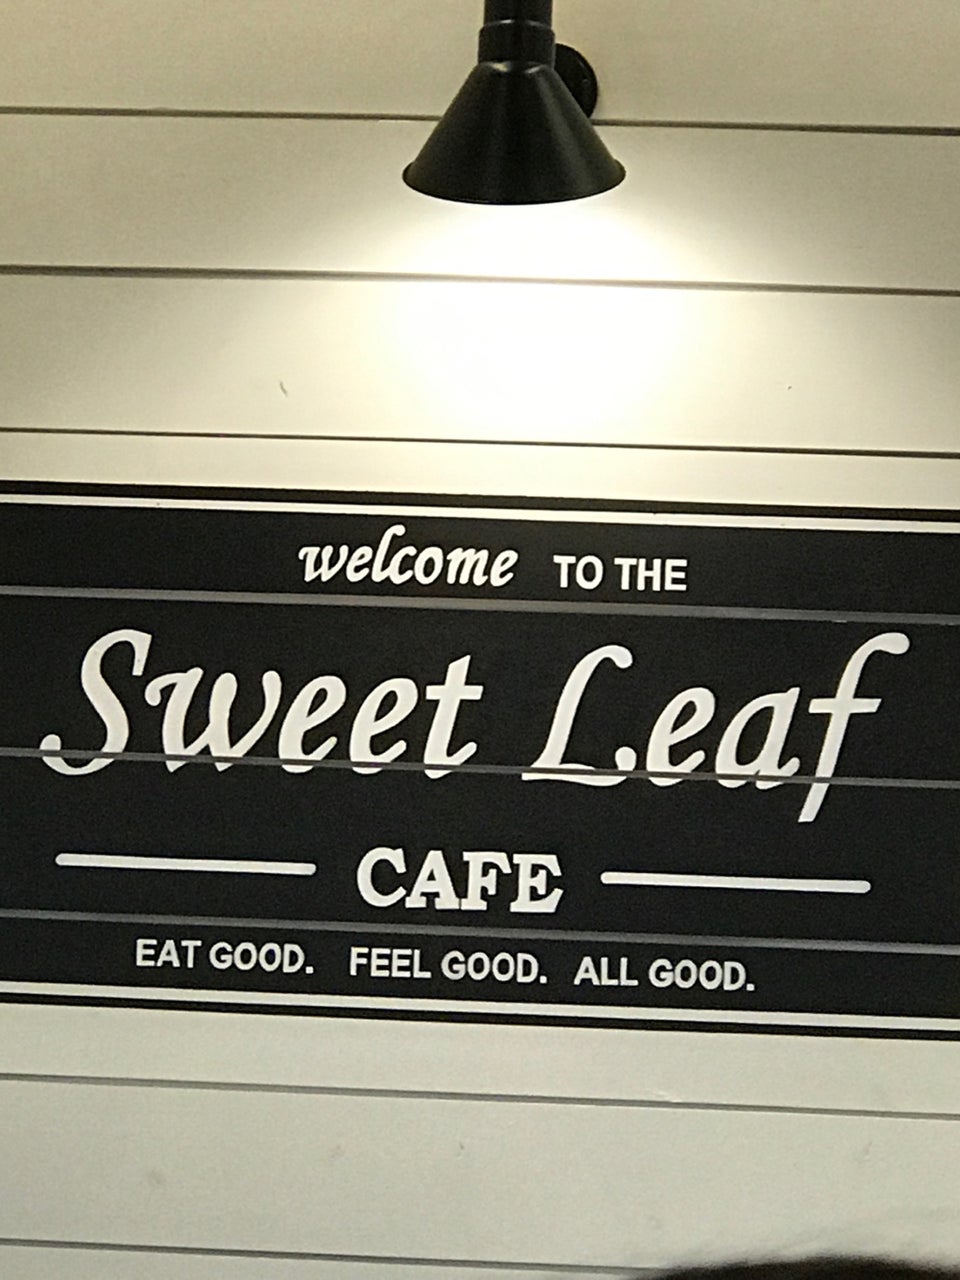 welcome TO THE
Sweet Leaf
CAFE
EAT GOOD. FEEL GOOD. ALL GOOD.